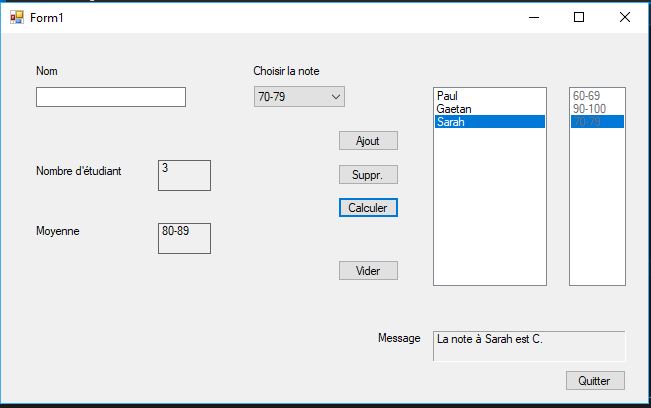 Form1
Nom
Choisir la note
70-79
Paul
Gaetan
Sarah
60-69
90-100
70-79
Ajout
Nombre d'étudiant
3
Suppr.
Calculer
Moyenne
80-89
Vider
Message
La note à Sarah est C.
Quitter